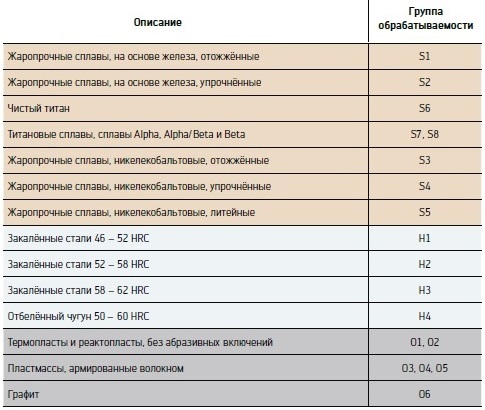 Описание
Группа
обрабатываемости
Жаропрочные сплавы, на основе железа, отожжённые S1
Жаропрочные сплавы, на основе железа, упрочнённые S2
Чистый титан S6
Титановые сплавы, сплавы Alpha, Alpha/Beta и Beta S7, S8
Жаропрочные сплавы, никелекобальтовые, отожжённые S3
Жаропрочные сплавы, никелекобальтовые, упрочнённые S4
Жаропрочные сплавы, никелекобальтовые, литейные S5
Закалённые стали 46 – 52 HRC H1
Закалённые стали 52 – 58 HRC H2
Закалённые стали 58 – 62 HRC H3
Отбелённый чугун 50 – 60 HRC H4
Термопласты и реактопласты, без абразивных включений O1, O2
Пластмассы, армированные волокном O3, O4, O5
Графит O6